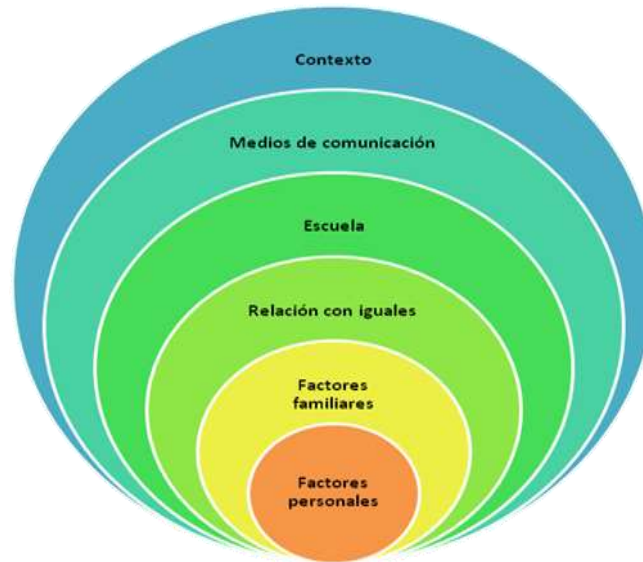 Contexto
Medios de comunicación
Escuela
Relación con iguales
Factores
familiares
Factores
personales